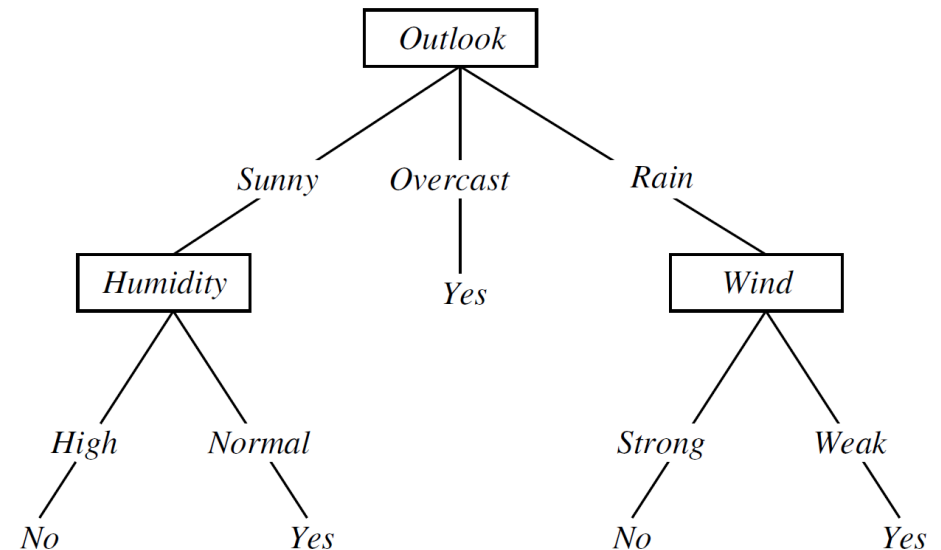 Outlook
Sunny Overcast Rain
Humidity Yes Wind
High Normal Strong Weak
No Yes No Yes